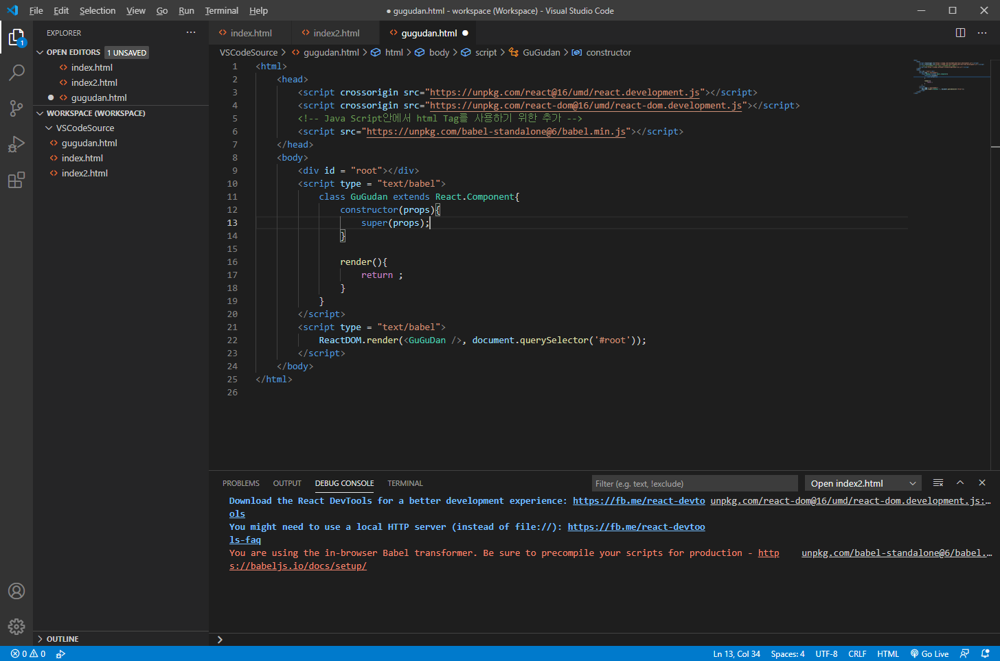 File Edit Selection View Go Run Terminal Help
● gugudan.html - workspace (Workspace) - Visual Studio Code
1
EXPLORER ...
OPEN EDITORS 1 UNSAVED
index.html
index2.html
gugudan.html
WORKSPACE (WORKSPACE)
VSCodeSource
gugudan.html
index.html
index2.html
OUTLINE
index.html index2.html gugudan.html
VSCodeSource > gugudan.html > html > body > script > GuGudan > constructor
1 <html>
2 <head>
3 <script crossorigin src="https://unpkg.com/react@16/umd/react.development.js"></script>
4 <script crossorigin src="https://unpkg.com/react-dom@16/umd/react-dom.development.js"></script>
5 <!-- Java Script안에서 html Tag를 사용하기 위한 추가 -->
6 <script src="https://unpkg.com/babel-standalone@6/babel.min.js"></script>
7 </head>
8 <body>
9 <div id = "root"></div>
10 <script type = "text/babel">
11 class GuGudan extends React.Component{
12 constructor(props){
13 super(props);
14 }
15
16 render(){
17 return ;
18 }
19 }
20 </script>
21 <script type = "text/babel">
22 ReactDOM.render(<GuGuDan />, document.querySelector('#root'));
23 </script>
24 </body>
25 </html>
26
PROBLEMS OUTPUT DEBUG CONSOLE TERMINAL
Filter (e.g. text, !exclude)
Open index2.html
Download the React DevTools for a better development experience: https://fb.me/react-devto unpkg.com/react-dom@16/umd/react-dom.development.js:...
ols
You might need to use a local HTTP server (instead of file://): https://fb.me/react-devtoo
ls-faq
You are using the in-browser Babel transformer. Be sure to precompile your scripts for production - http unpkg.com/babel-standalone@6/babel....
s://babeljs.io/docs/setup/
>
0 0
Ln 13, Col 34 Spaces: 4 UTF-8 CRLF HTML Go Live